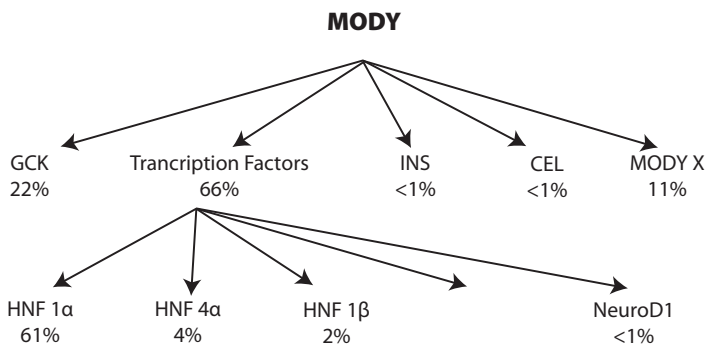 MODY
GCK Trancription Factors INS CEL MODY X
22% 66% <1% <1% 11%
HNF 1α HNF 4α HNF 1β NeuroD1
61% 4% 2% <1%